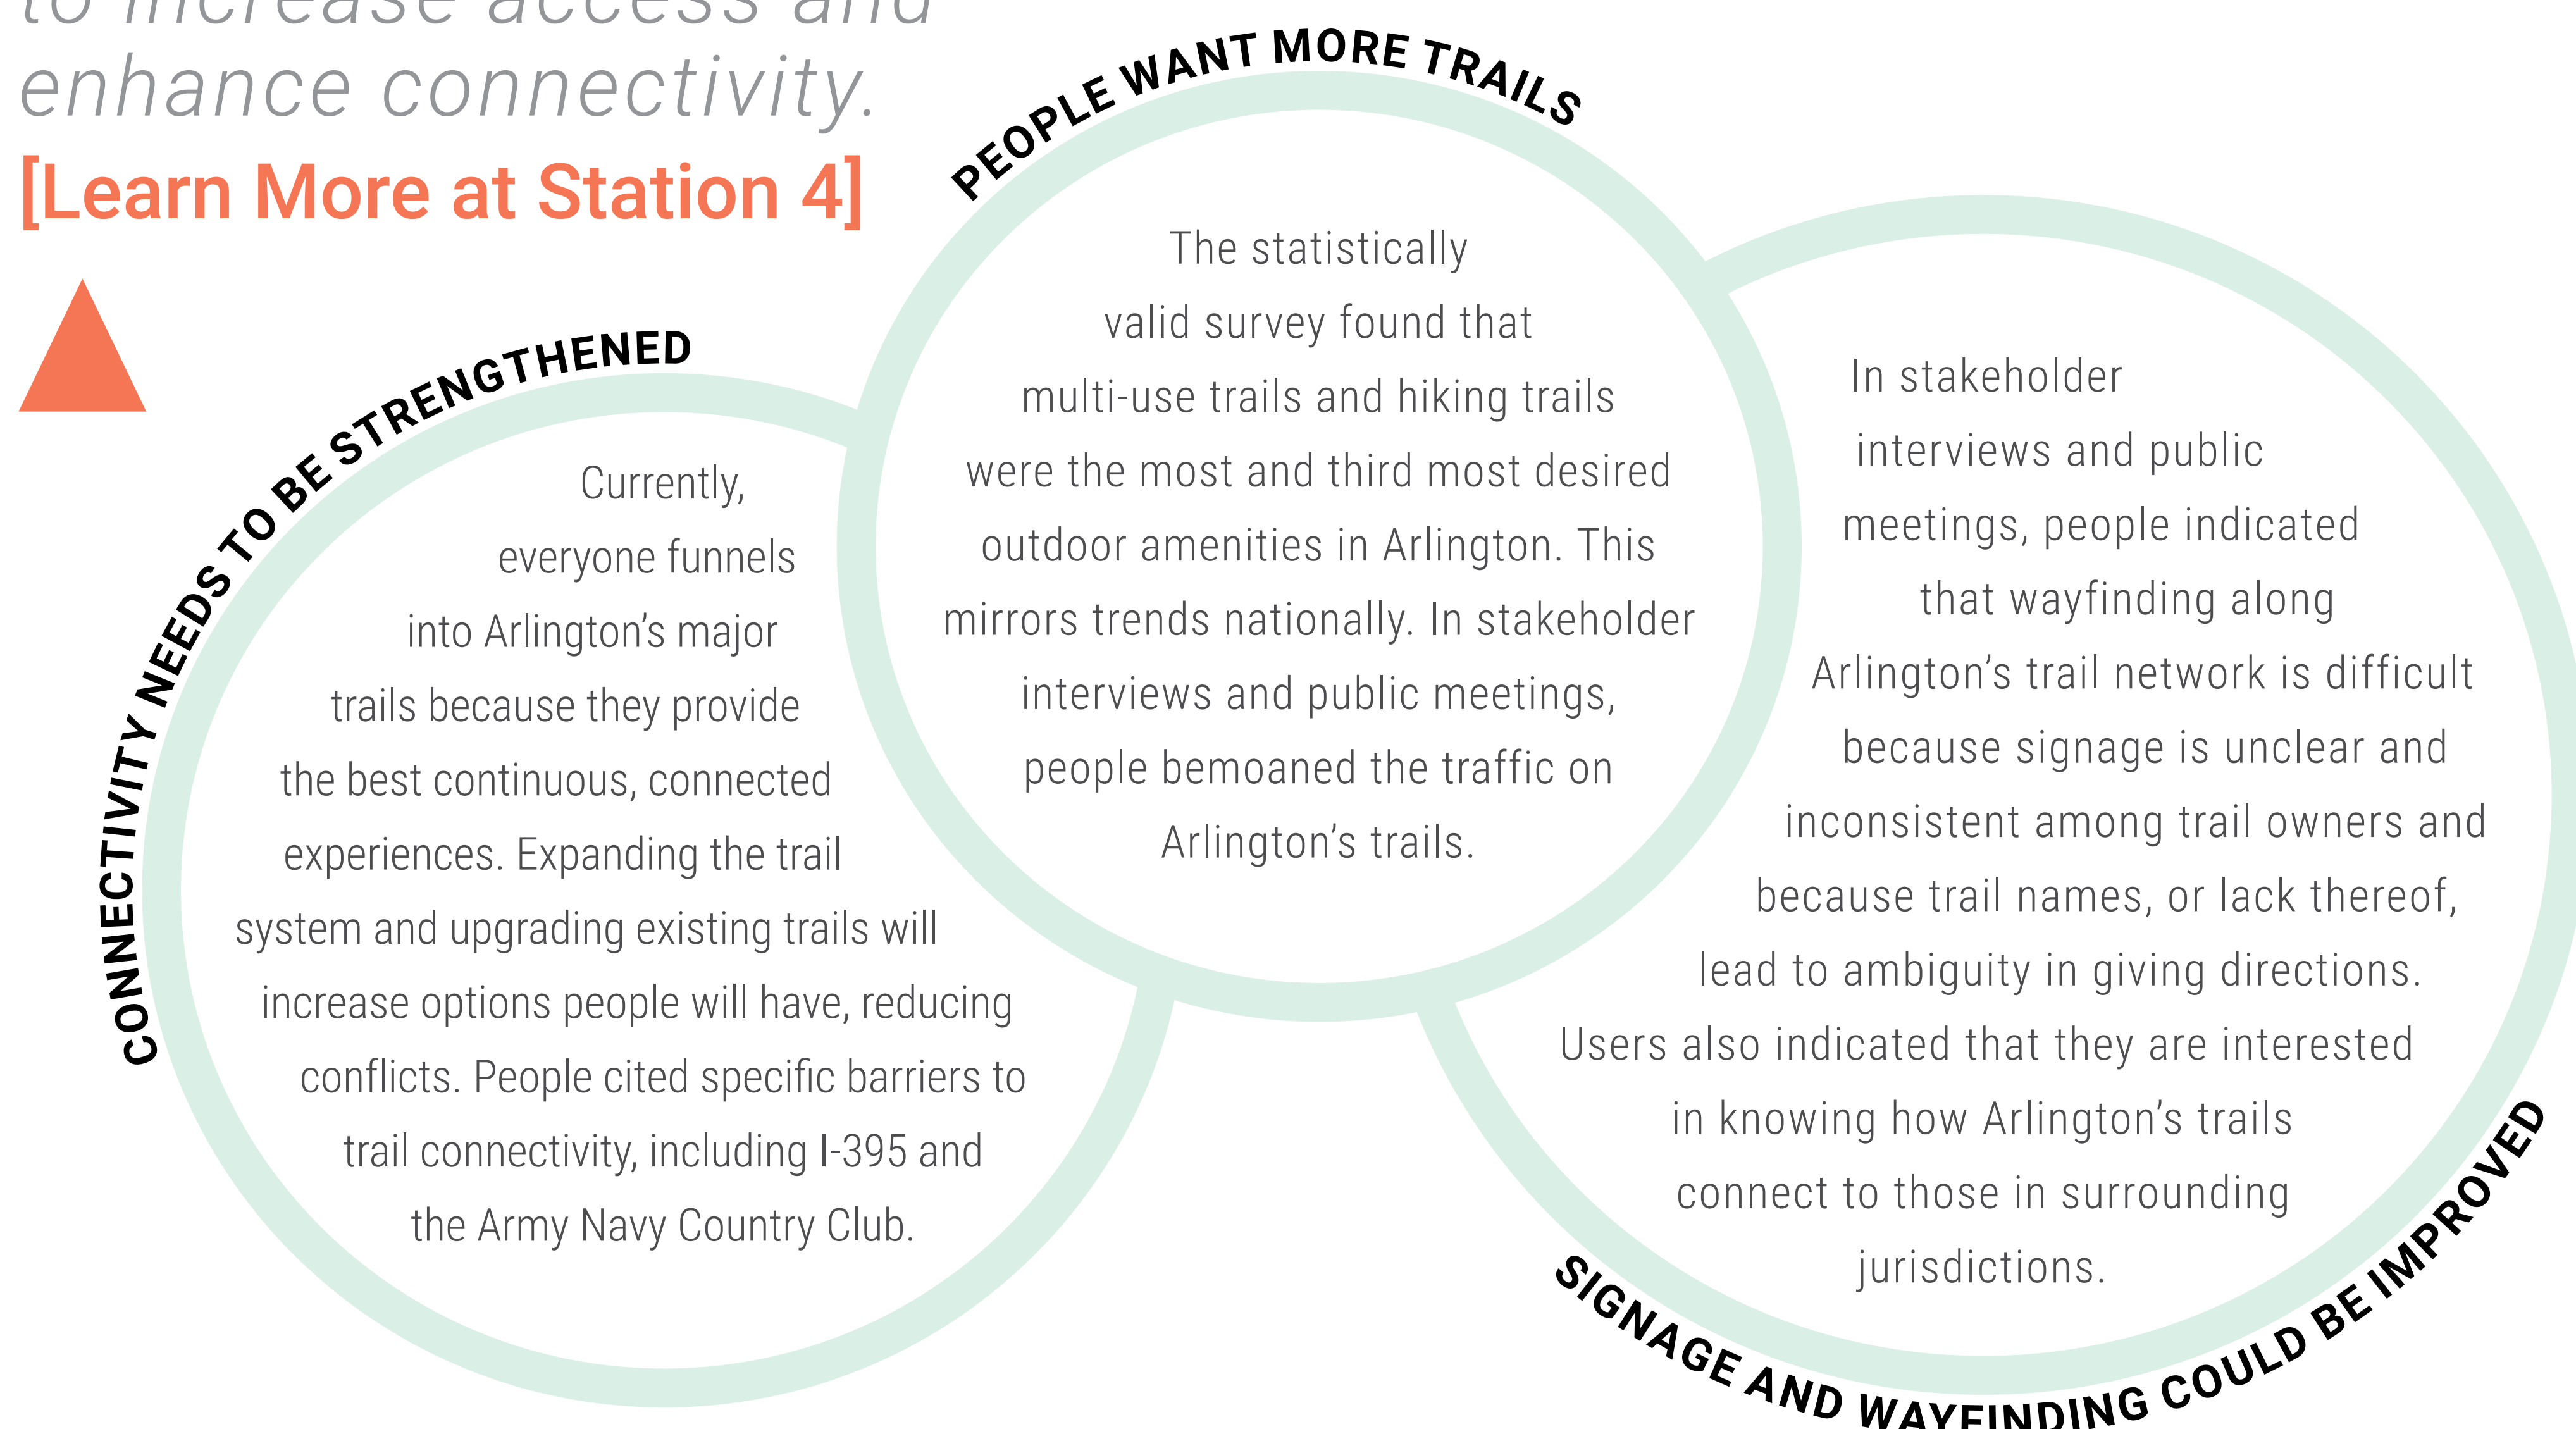 to increase access and
enhance connectivity.
[Learn More at Station 4]
CONNECTIVITY NEEDS TO BE STRENGTHENED
Currently,
everyone funnels
into Arlington’s major
trails because they provide
the best continuous, connected
experiences. Expanding the trail
system and upgrading existing trails will
increase options people will have, reducing
conflicts. People cited specific barriers to
trail connectivity, including I-395 and
the Army Navy Country Club.
PEOPLE WANT MORE TRAILS
The statistically
valid survey found that
multi-use trails and hiking trails
were the most and third most desired
outdoor amenities in Arlington. This
mirrors trends nationally. In stakeholder
interviews and public meetings,
people bemoaned the traffic on
Arlington’s trails.
In stakeholder
interviews and public
meetings, people indicated
that wayfinding along
Arlington’s trail network is difficult
because signage is unclear and
inconsistent among trail owners and
because trail names, or lack thereof,
lead to ambiguity in giving directions.
Users also indicated that they are interested
in knowing how Arlington’s trails
connect to those in surrounding
jurisdictions.
SIGNAGE AND WAYFINDING COULD BE IMPROVED